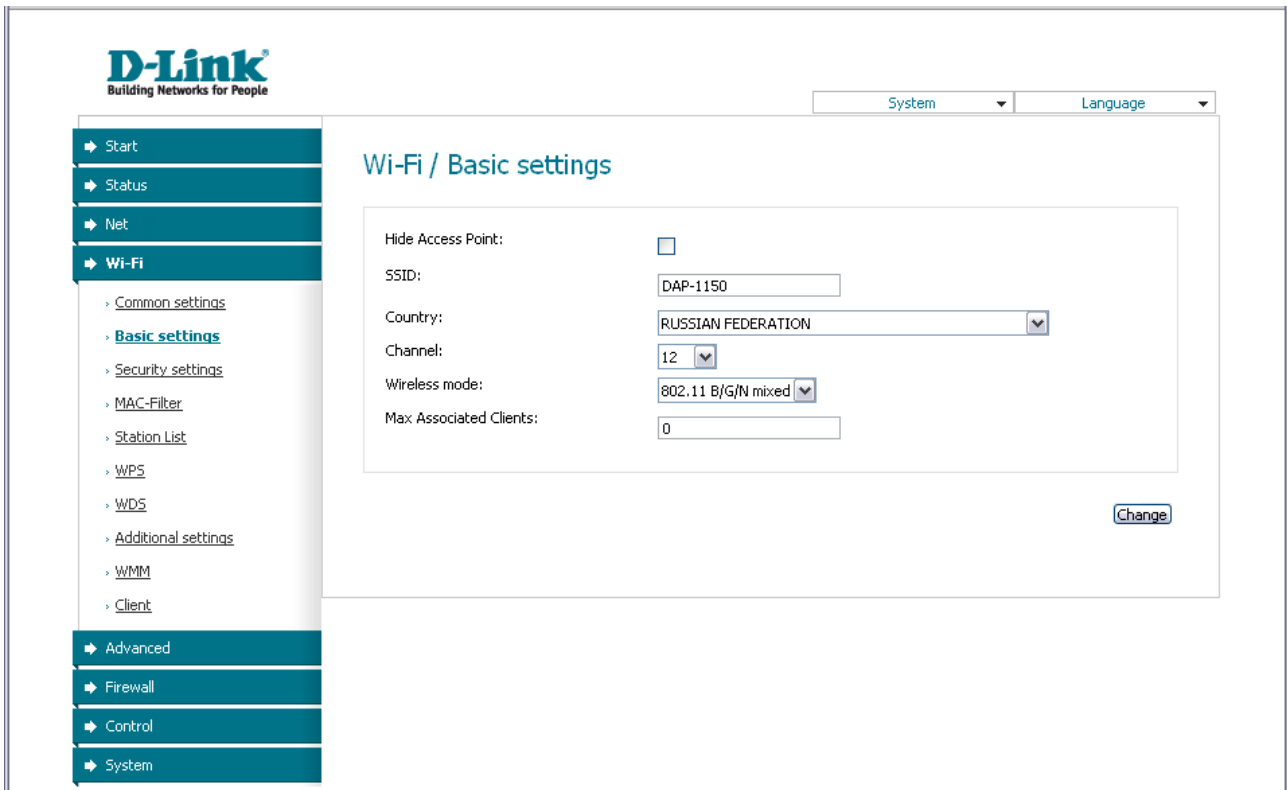 D-Link
Building Networks for People
System
Language
Start
Status
Net
Wi-Fi
Common settings
Basic settings
Security settings
MAC-Filter
Station List
WPS
WDS
Additional settings
WMM
Client
Advanced
Firewall
Control
System
Wi-Fi / Basic settings
Hide Access Point:
SSID: DAP-1150
Country: RUSSIAN FEDERATION
Channel: 12
Wireless mode: 802.11 B/G/N mixed
Max Associated Clients: 0
Change